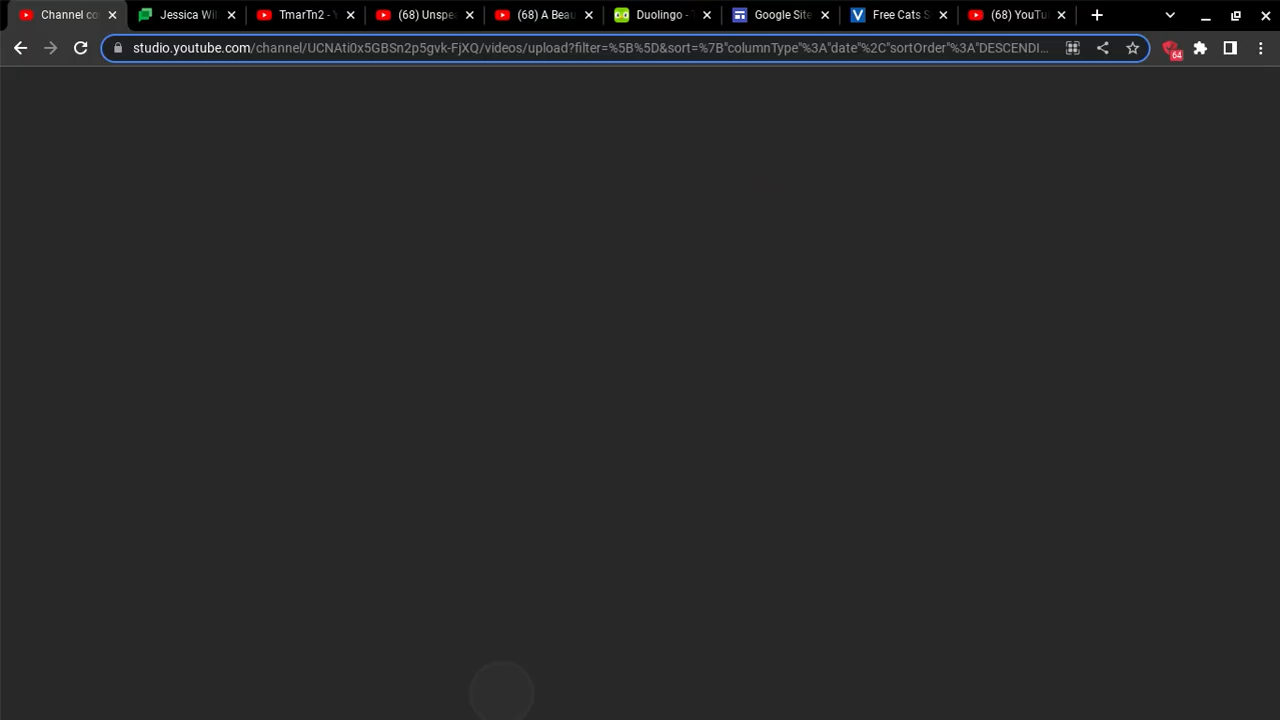 Channel co
Jessica Wil
TmarTn2 - Y
(68) Unspe
(68) A Beau
Duolingo -
Google Site
Free Cats S
(68) YouTu
studio.youtube.com/channel/UCNAti0x5GBSn2p5gvk-FjXQ/videos/upload?filter=%5B%5D&sort=%7B"columnType"%3A"date"%2C"sortOrder"%3A"DESCENDI...
64